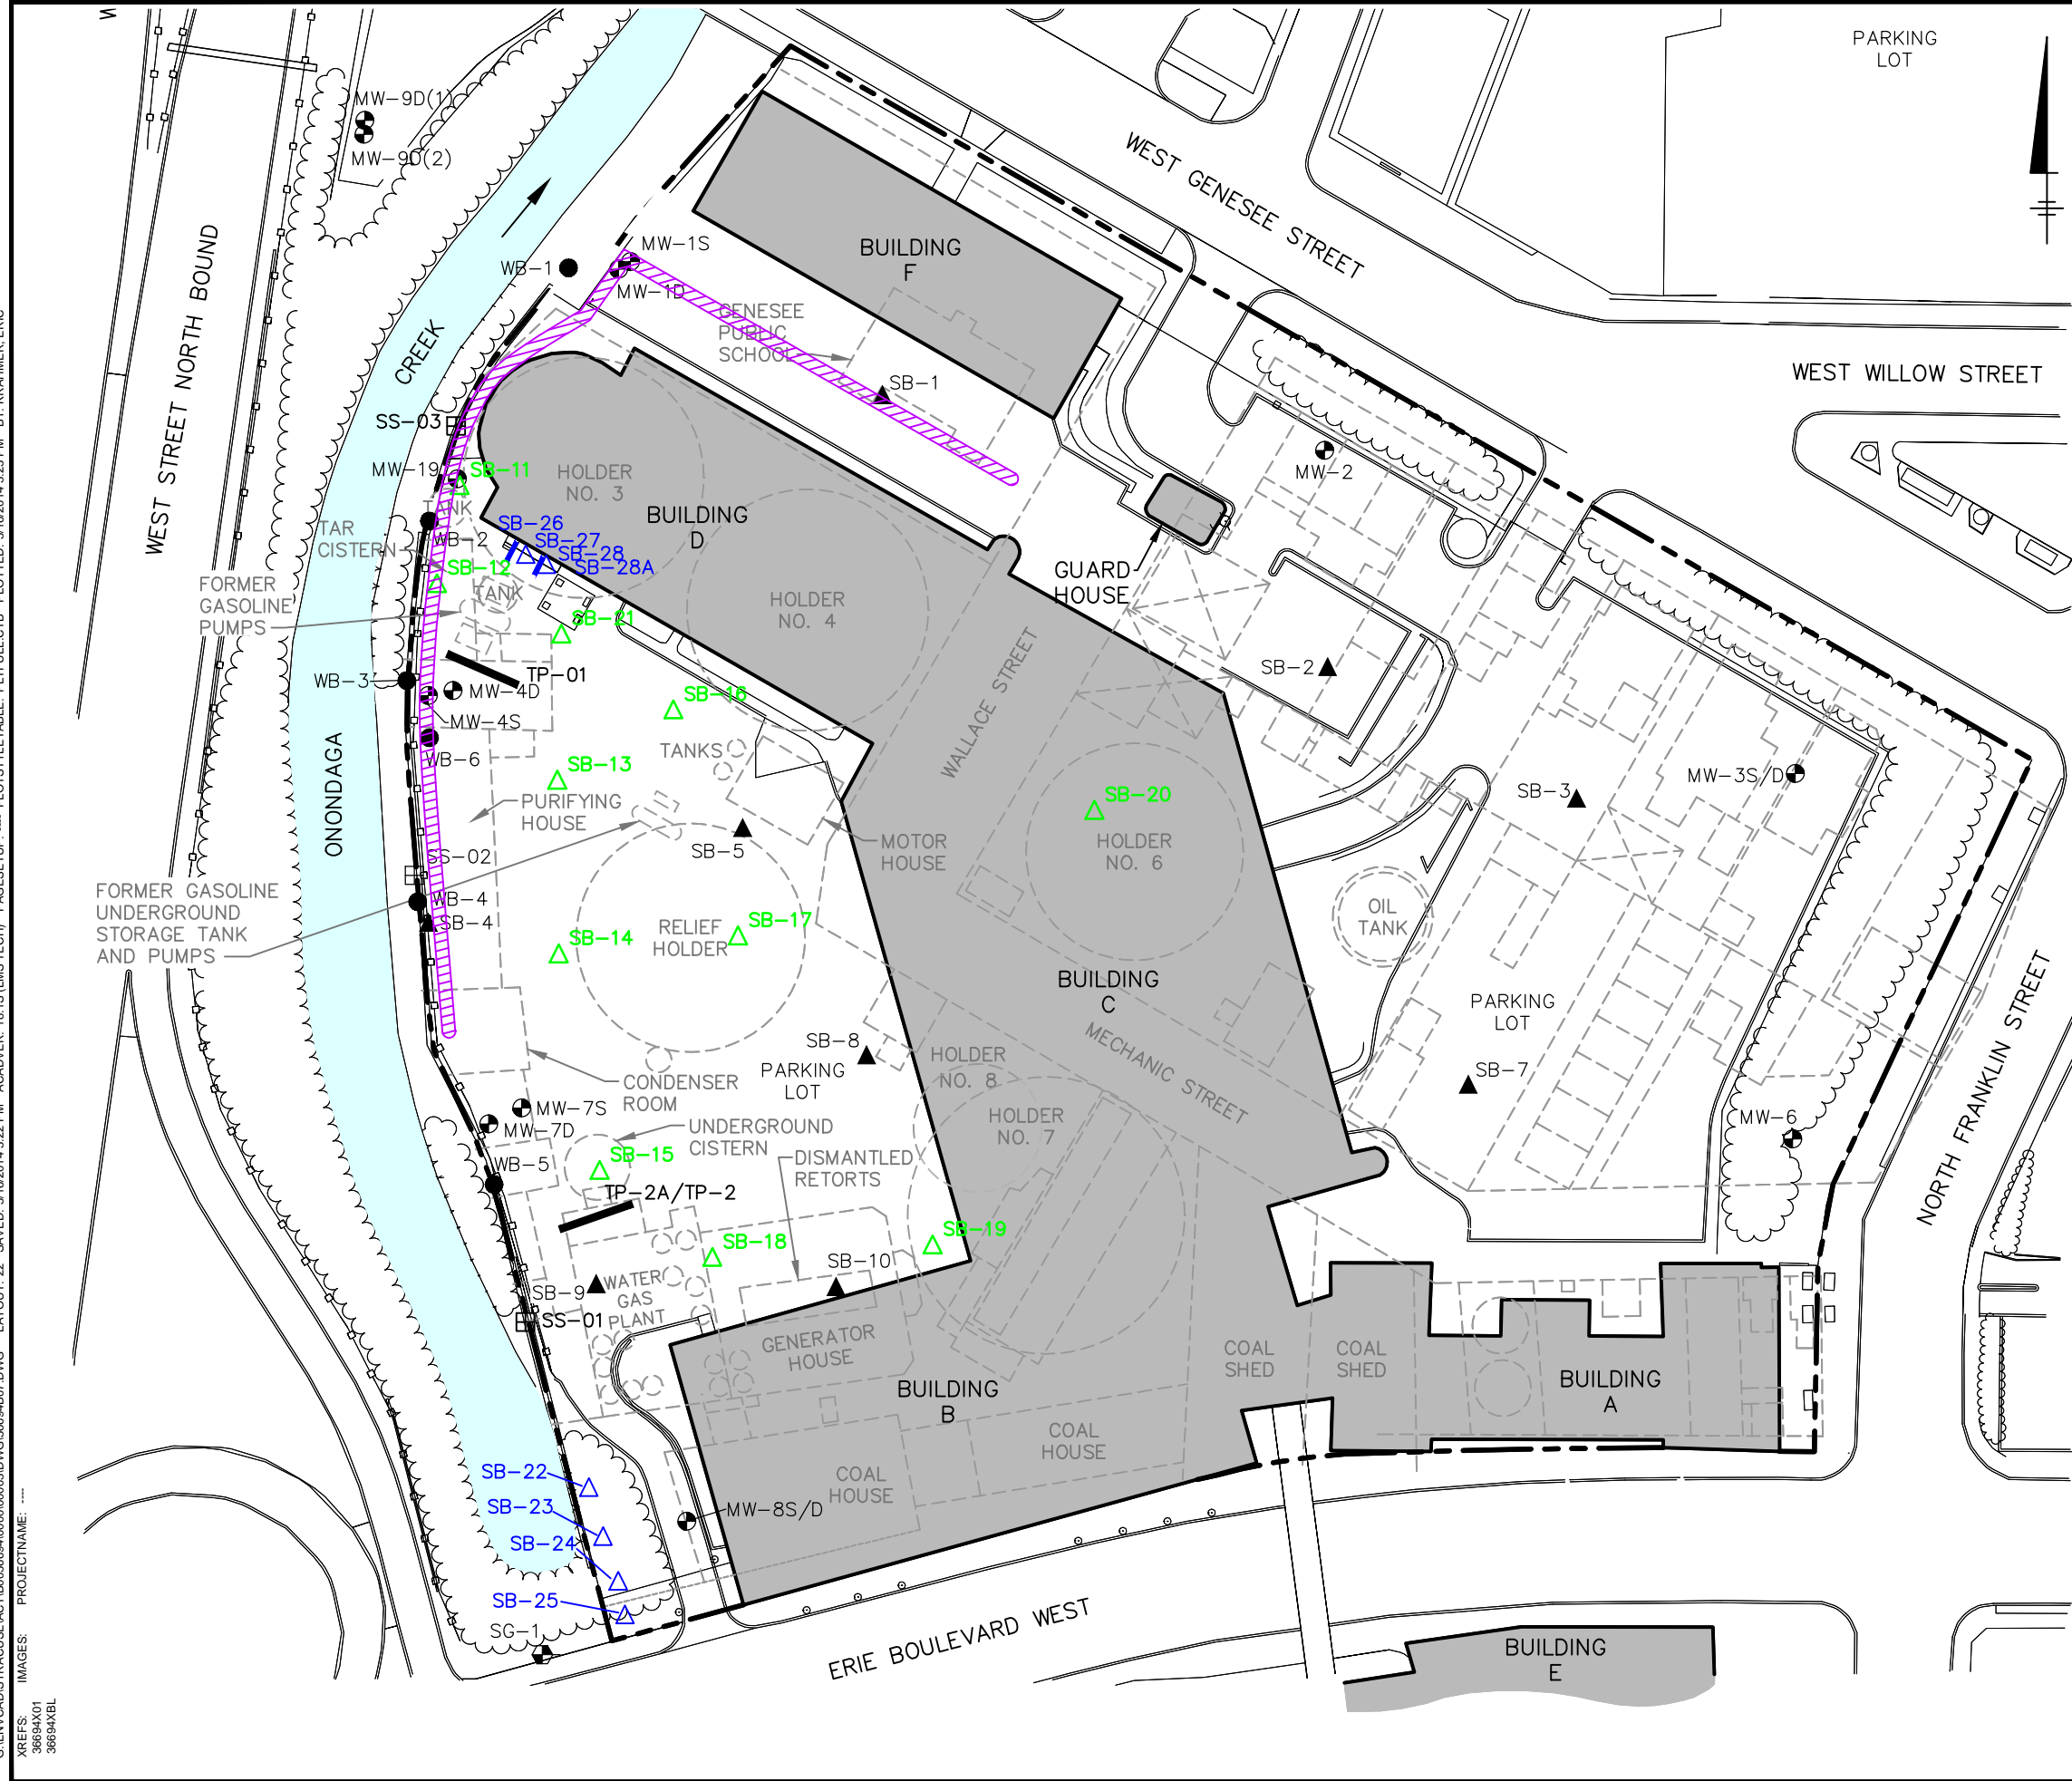 PARKING
LOT
MW-9D(1)
MW-9D(2)
WEST GENESEE STREET
WEST STREET NORTH BOUND
CREEK
ONONDAGA
WB-1
MW-1S
MW-1D
BUILDING
F
GENESEE
PUBLIC
SCHOOL
SB-1
WEST WILLOW STREET
SS-03
MW-19
SB-11
TANK
HOLDER
NO. 3
BUILDING
D
MW-2
TAR
CISTERN
WB-2
SB-26
SB-27
SB-28
SB-28A
SB-12
TANK
FORMER
GASOLINE
PUMPS
GUARD
HOUSE
HOLDER
NO. 4
SB-21
TP-01
WB-3
MW-4D
MW-4S
SB-16
WALLACE STREET
SB-2
WB-6
TANKS
SB-13
PURIFYING
HOUSE
SB-5
MOTOR
HOUSE
SB-20
HOLDER
NO. 6
SB-3
MW-3S/D
SS-02
FORMER GASOLINE
UNDERGROUND
STORAGE TANK
AND PUMPS
WB-4
SB-4
RELIEF
HOLDER
SB-17
SB-14
OIL
TANK
BUILDING
C
PARKING
LOT
MECHANIC STREET
SB-8
HOLDER
NO. 8
PARKING
LOT
CONDENSER
ROOM
SB-7
MW-7S
MW-7D
UNDERGROUND
CISTERN
HOLDER
NO. 7
MW-6
NORTH FRANKLIN STREET
WB-5
SB-15
DISMANTLED
RETORTS
TP-2A/TP-2
SB-18
SB-19
SB-10
SB-9
WATER
GAS
PLANT
SS-01
GENERATOR
HOUSE
COAL
SHED
COAL
SHED
BUILDING
A
BUILDING
B
COAL
HOUSE
COAL
HOUSE
SB-22
SB-23
SB-24
SB-25
MW-8S/D
SG-1
ERIE BOULEVARD WEST
BUILDING
E
XREFS:
36694X01
36694XBL
IMAGES:
PROJECTNAME: ----